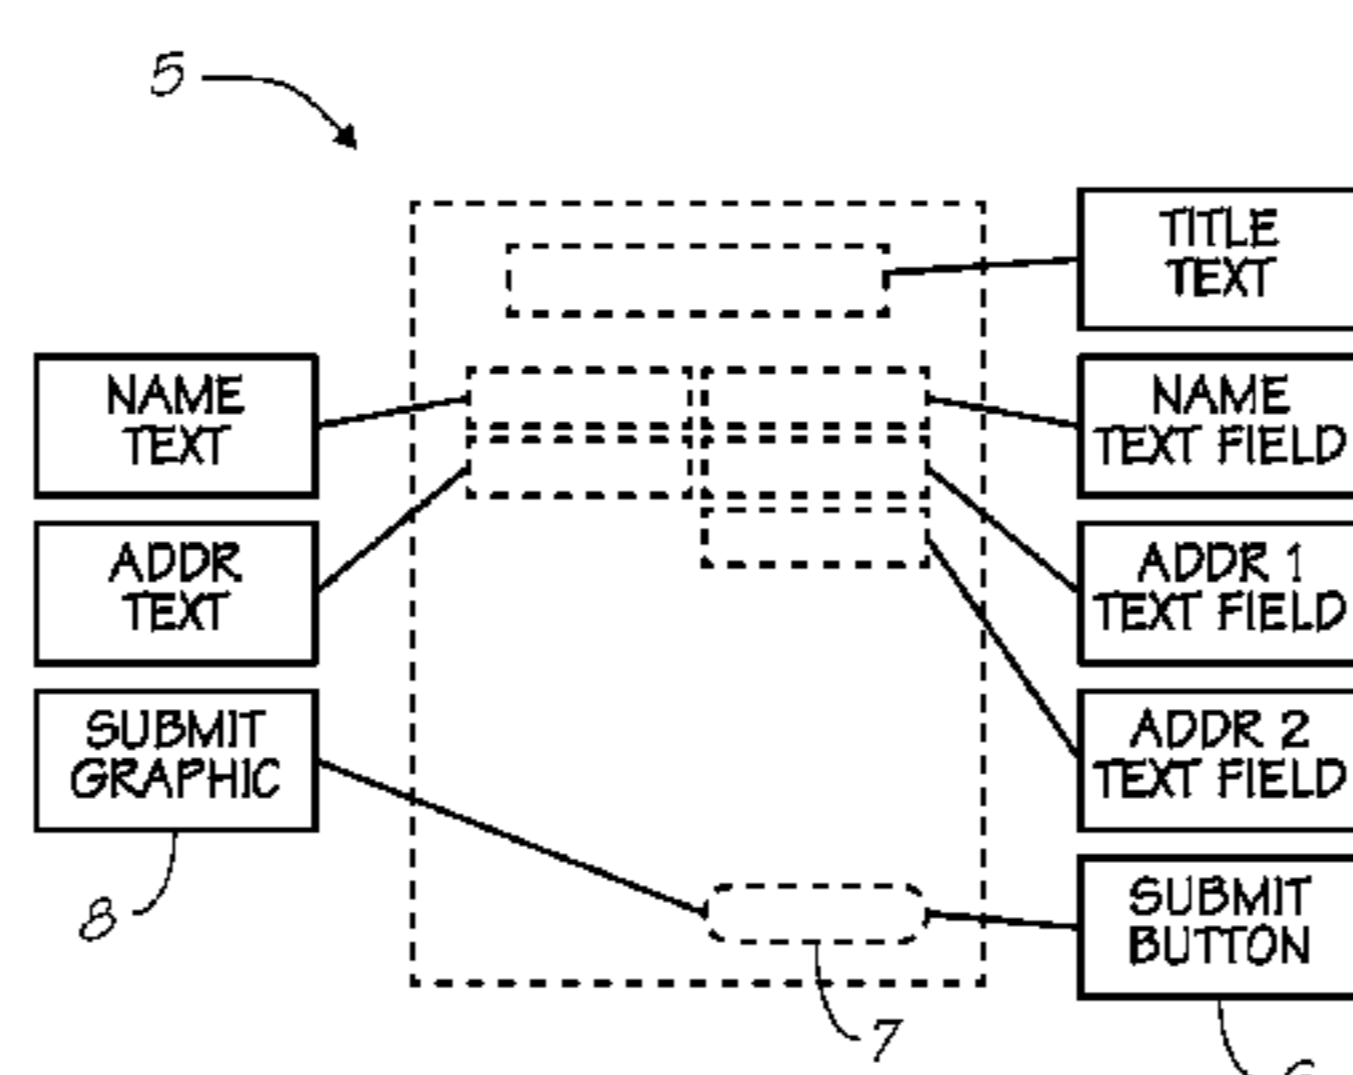 5
TITLE
TEXT
NAME
TEXT
NAME
TEXT FIELD
ADDR
TEXT
ADDR 1
TEXT FIELD
SUBMIT
GRAPHIC
ADDR 2
TEXT FIELD
8
SUBMIT
BUTTON
7